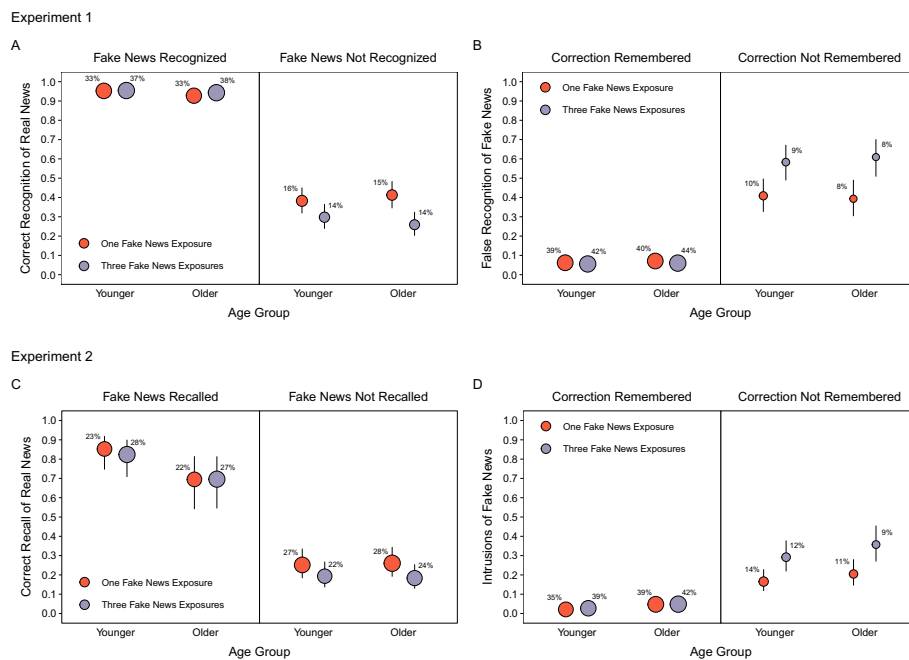 Experiment 1
A
Fake News Recognized
Fake News Not Recognized
Correct Recognition of Real News
1.0
0.9
0.8
0.7
0.6
0.5
0.4
0.3
0.2
0.1
0.0
33%
37%
33%
38%
16%
14%
15%
14%
One Fake News Exposure
Three Fake News Exposures
Younger
Older
Younger
Older
Age Group
B
Correction Remembered
Correction Not Remembered
False Recognition of Fake News
1.0
0.9
0.8
0.7
0.6
0.5
0.4
0.3
0.2
0.1
0.0
One Fake News Exposure
Three Fake News Exposures
39%
42%
40%
44%
10%
9%
8%
8%
Younger
Older
Younger
Older
Age Group
Experiment 2
C
Fake News Recalled
Fake News Not Recalled
Correct Recall of Real News
1.0
0.9
0.8
0.7
0.6
0.5
0.4
0.3
0.2
0.1
0.0
23%
28%
22%
27%
27%
22%
28%
24%
One Fake News Exposure
Three Fake News Exposures
Younger
Older
Younger
Older
Age Group
D
Correction Remembered
Correction Not Remembered
Intrusions of Fake News
1.0
0.9
0.8
0.7
0.6
0.5
0.4
0.3
0.2
0.1
0.0
One Fake News Exposure
Three Fake News Exposures
35%
39%
39%
42%
14%
12%
11%
9%
Younger
Older
Younger
Older
Age Group